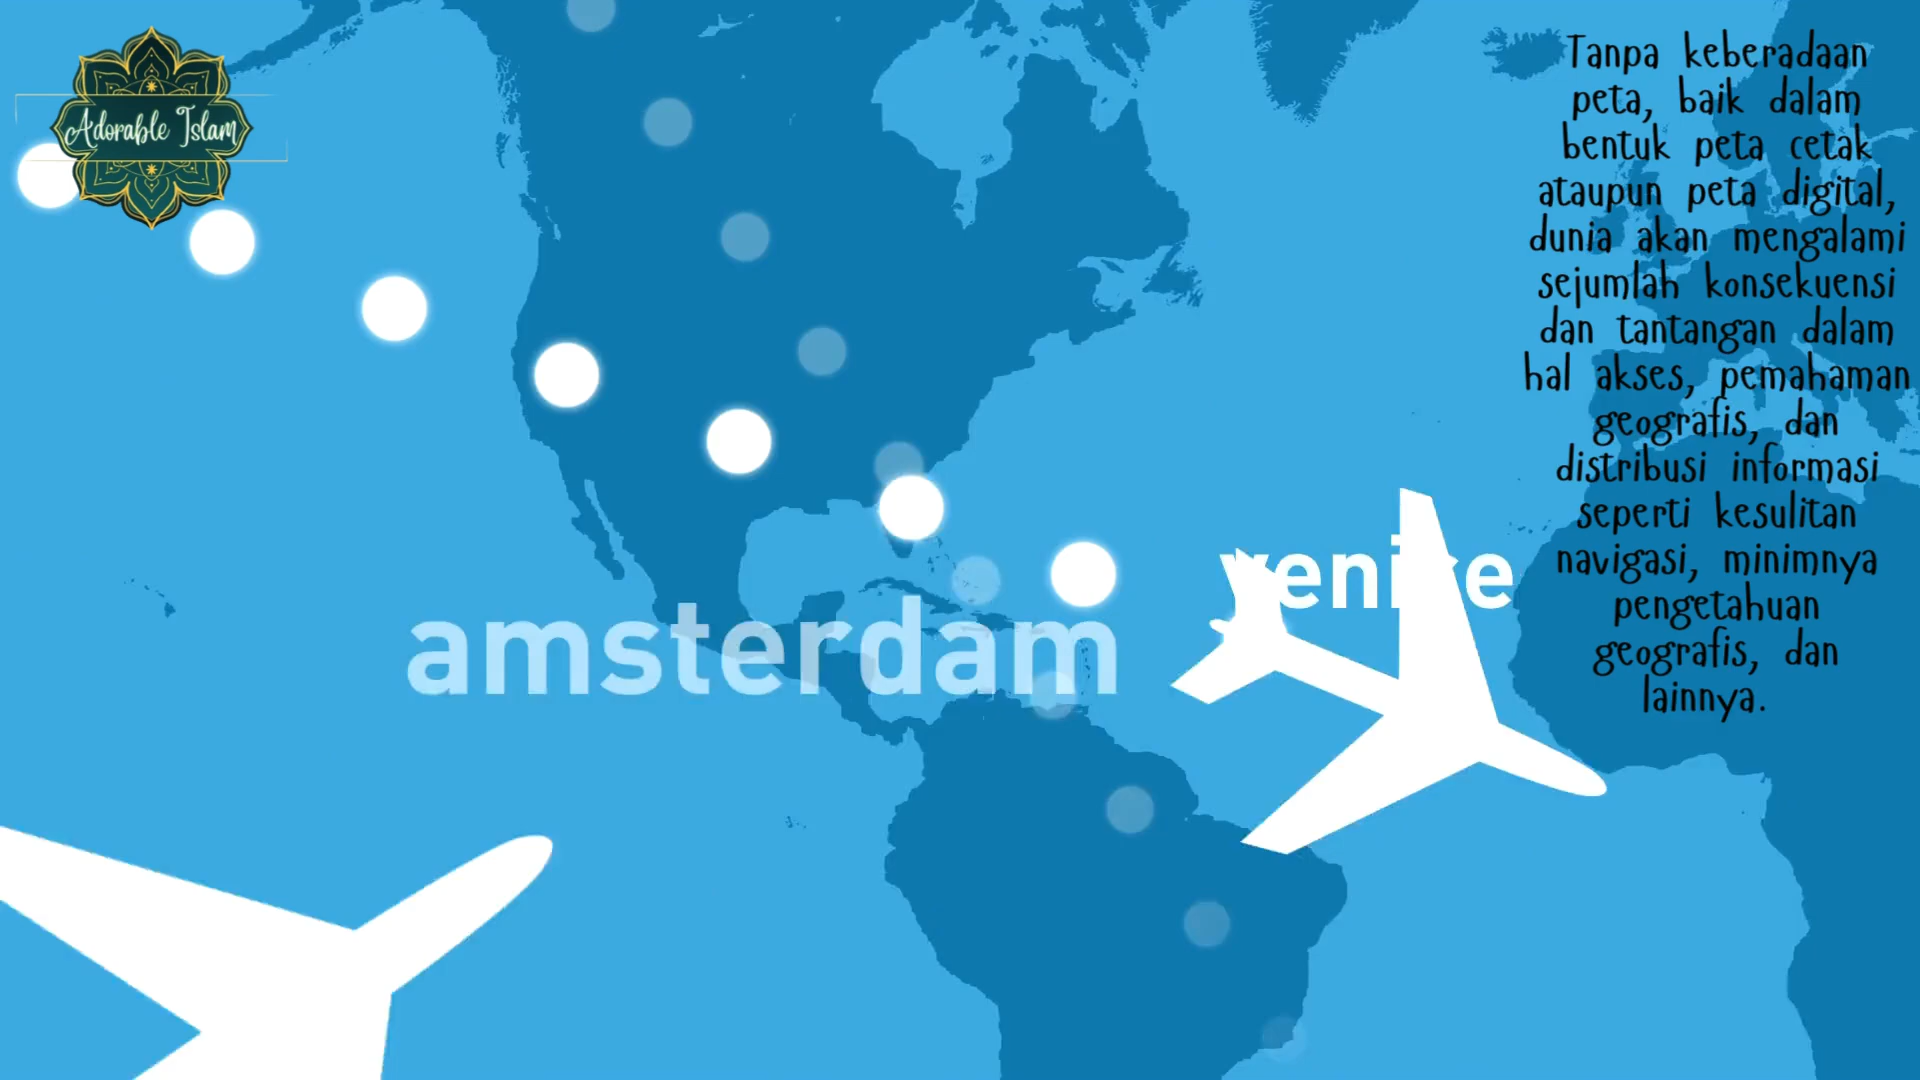 Adorable Islam
Tanpa keberadaan
peta, baik dalam
bentuk peta cetak
ataupun peta digital,
dunia akan mengalami
sejumlah konsekuensi
dan tantangan dalam
hal akses, pemahaman
geografis, dan
distribusi informasi
seperti kesulitan
navigasi, minimnya
pengetahuan
geografis, dan
lainnya.
venice
amsterdam